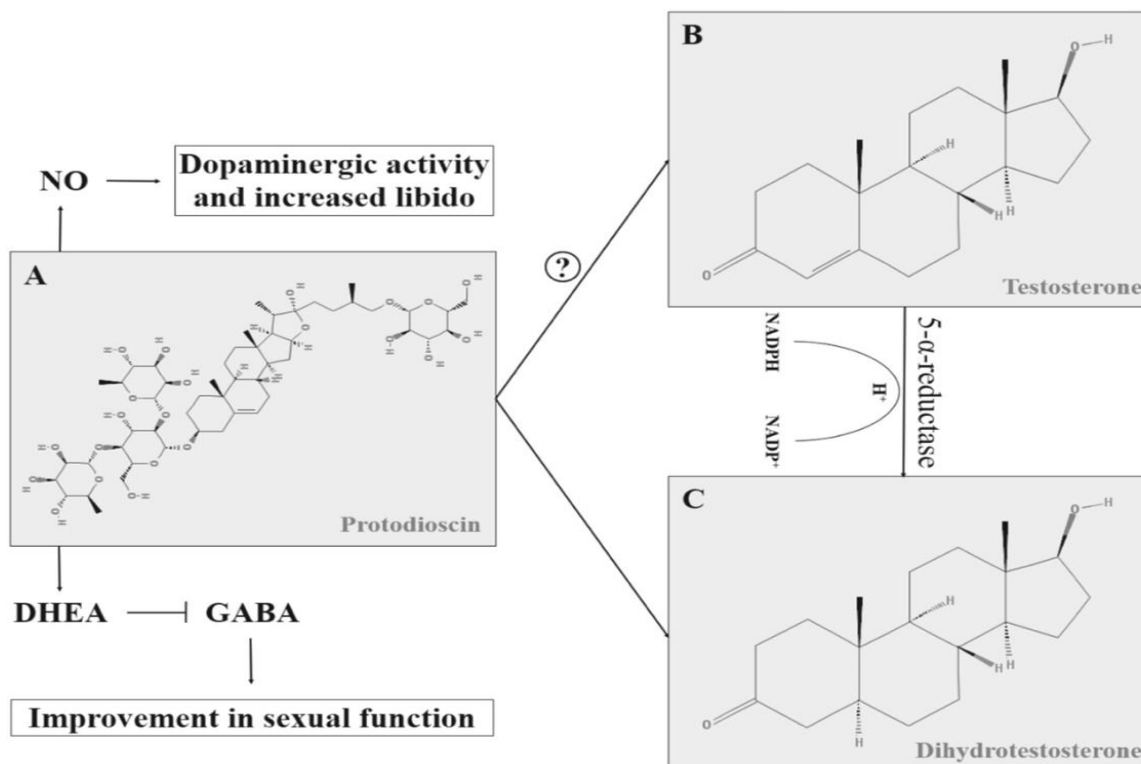 NO
Dopaminergic activity
and increased libido
A
Protodioscin
DHEA
GABA
Improvement in sexual function
?
B
O
H
H
H
H
O
Testosterone
NADPH
H⁺
NADP⁺
5-α-reductase
C
O
H
H
H
H
H
O
Dihydrotestosterone